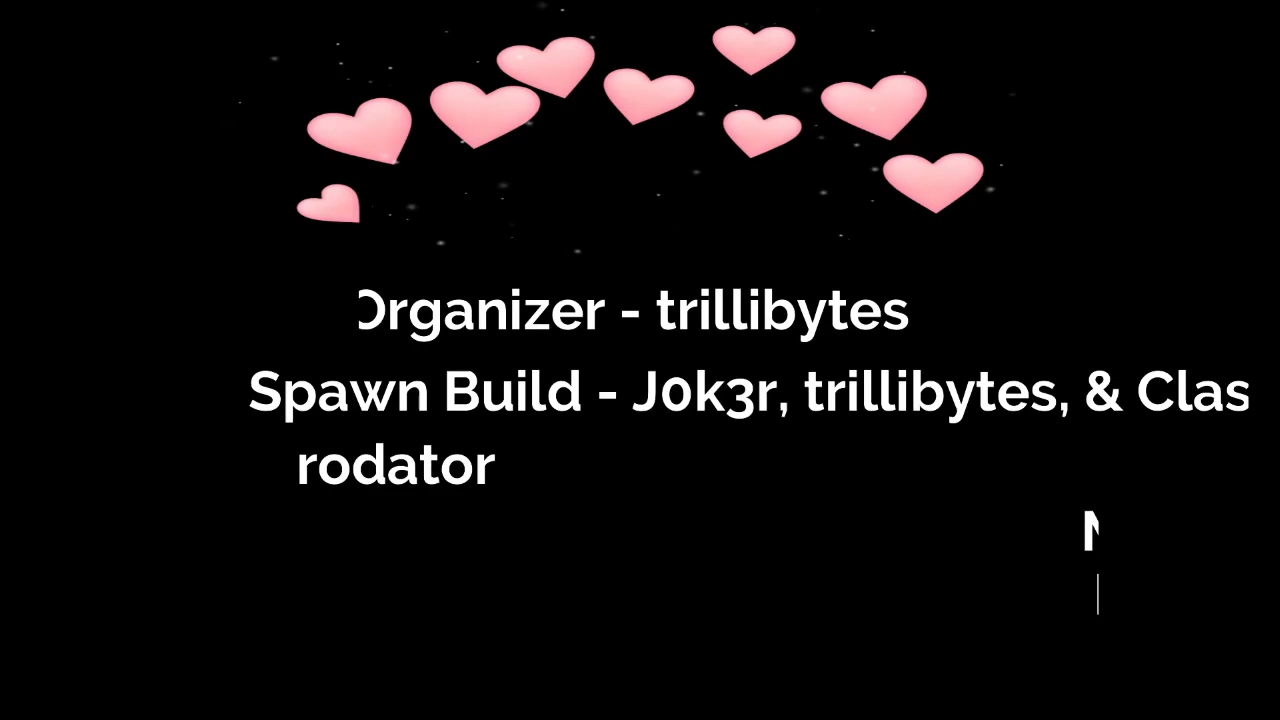 Organizer - trillibytes
Spawn Build - J0k3r, trillibytes, & Clas
rodator